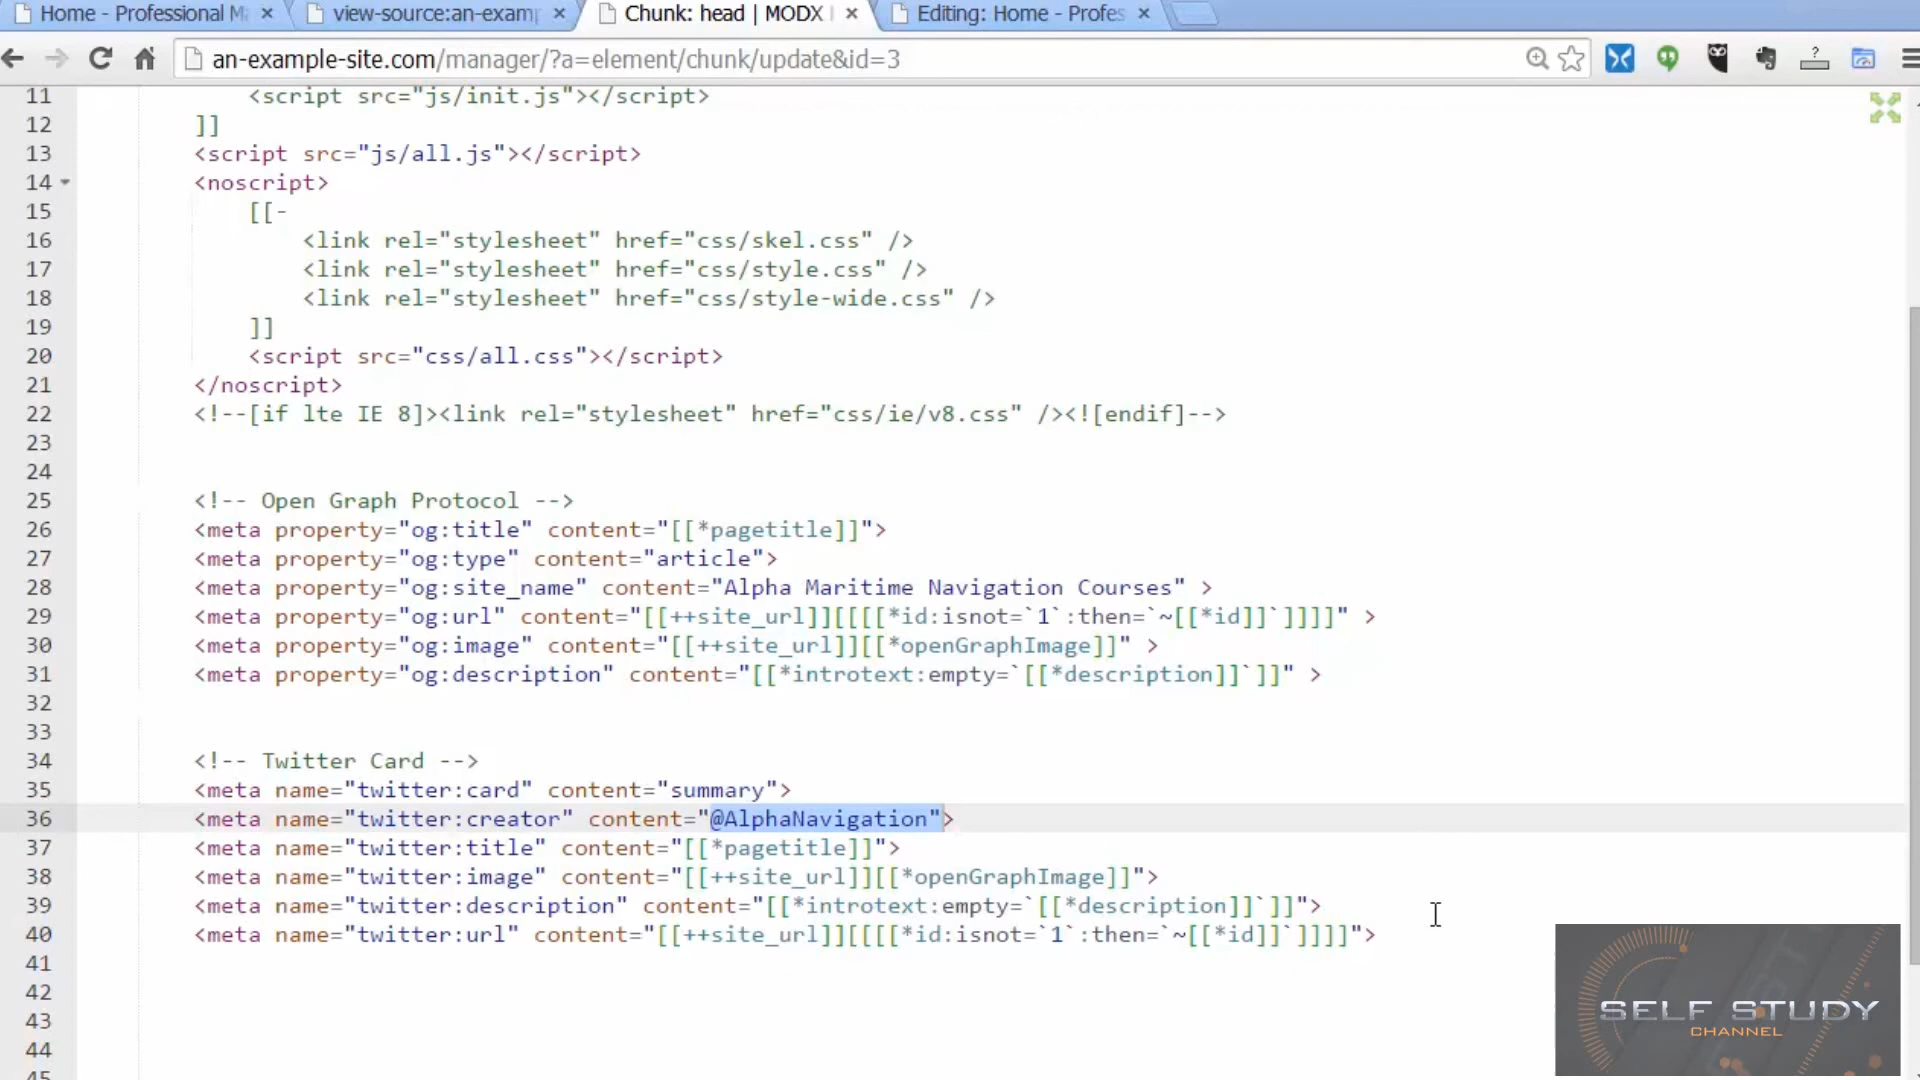 Home - Professional M
view-source:an-examp
Chunk: head | MODX
Editing: Home - Profes
an-example-site.com/manager/?a=element/chunk/update&id=3
11 <script src="js/init.js"></script>
12 ]]
13 <script src="js/all.js"></script>
14 <noscript>
15 [[-
16 <link rel="stylesheet" href="css/skel.css" />
17 <link rel="stylesheet" href="css/style.css" />
18 <link rel="stylesheet" href="css/style-wide.css" />
19 ]]
20 <script src="css/all.css"></script>
21 </noscript>
22 <!--[if lte IE 8]><link rel="stylesheet" href="css/ie/v8.css" /><![endif]-->
23
24
25 <!-- Open Graph Protocol -->
26 <meta property="og:title" content="[[*pagetitle]]">
27 <meta property="og:type" content="article">
28 <meta property="og:site_name" content="Alpha Maritime Navigation Courses" >
29 <meta property="og:url" content="[[++site_url]][[[[*id:isnot=`1`:then=`~[[*id]]`]]]]" >
30 <meta property="og:image" content="[[++site_url]][[*openGraphImage]]" >
31 <meta property="og:description" content="[[*introtext:empty=`[[*description]]`]]" >
32
33
34 <!-- Twitter Card -->
35 <meta name="twitter:card" content="summary">
36 <meta name="twitter:creator" content="@AlphaNavigation">
37 <meta name="twitter:title" content="[[*pagetitle]]">
38 <meta name="twitter:image" content="[[++site_url]][[*openGraphImage]]">
39 <meta name="twitter:description" content="[[*introtext:empty=`[[*description]]`]]">
40 <meta name="twitter:url" content="[[++site_url]][[[[*id:isnot=`1`:then=`~[[*id]]`]]]]">
41
42
43
44
45
SELF STUDY
CHANNEL